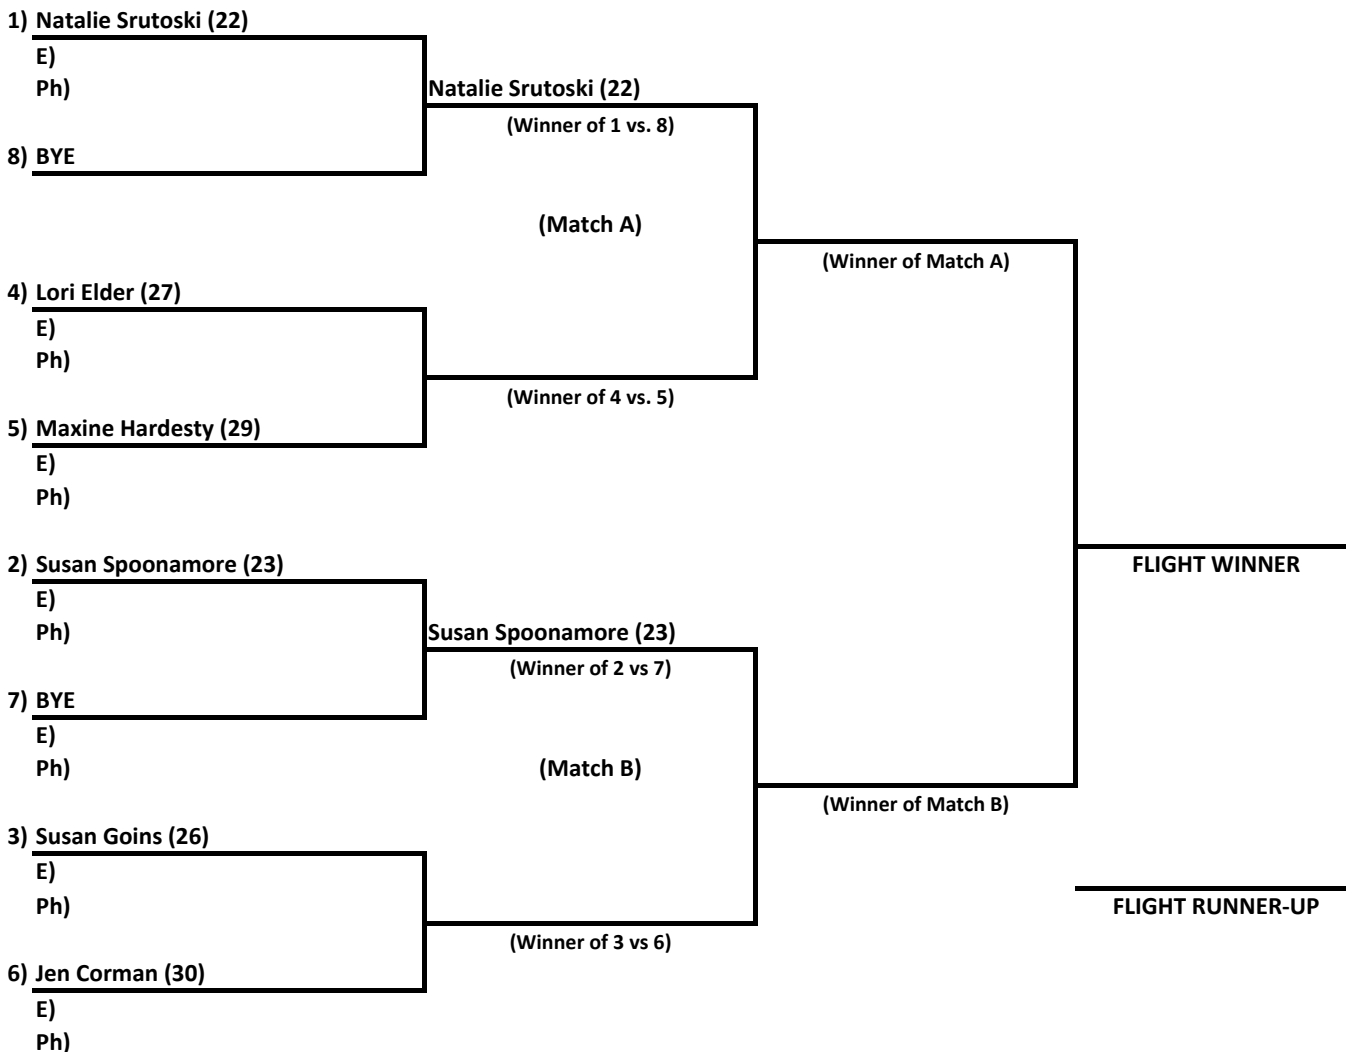 1) Natalie Srutoski (22)
E)
Ph)
Natalie Srutoski (22)
(Winner of 1 vs. 8)
8) BYE
(Match A)
(Winner of Match A)
4) Lori Elder (27)
E)
Ph)
(Winner of 4 vs. 5)
5) Maxine Hardesty (29)
E)
Ph)
2) Susan Spoonamore (23)
FLIGHT WINNER
E)
Ph)
Susan Spoonamore (23)
(Winner of 2 vs 7)
7) BYE
E)
Ph)
(Match B)
(Winner of Match B)
3) Susan Goins (26)
E)
Ph)
FLIGHT RUNNER-UP
(Winner of 3 vs 6)
6) Jen Corman (30)
E)
Ph)